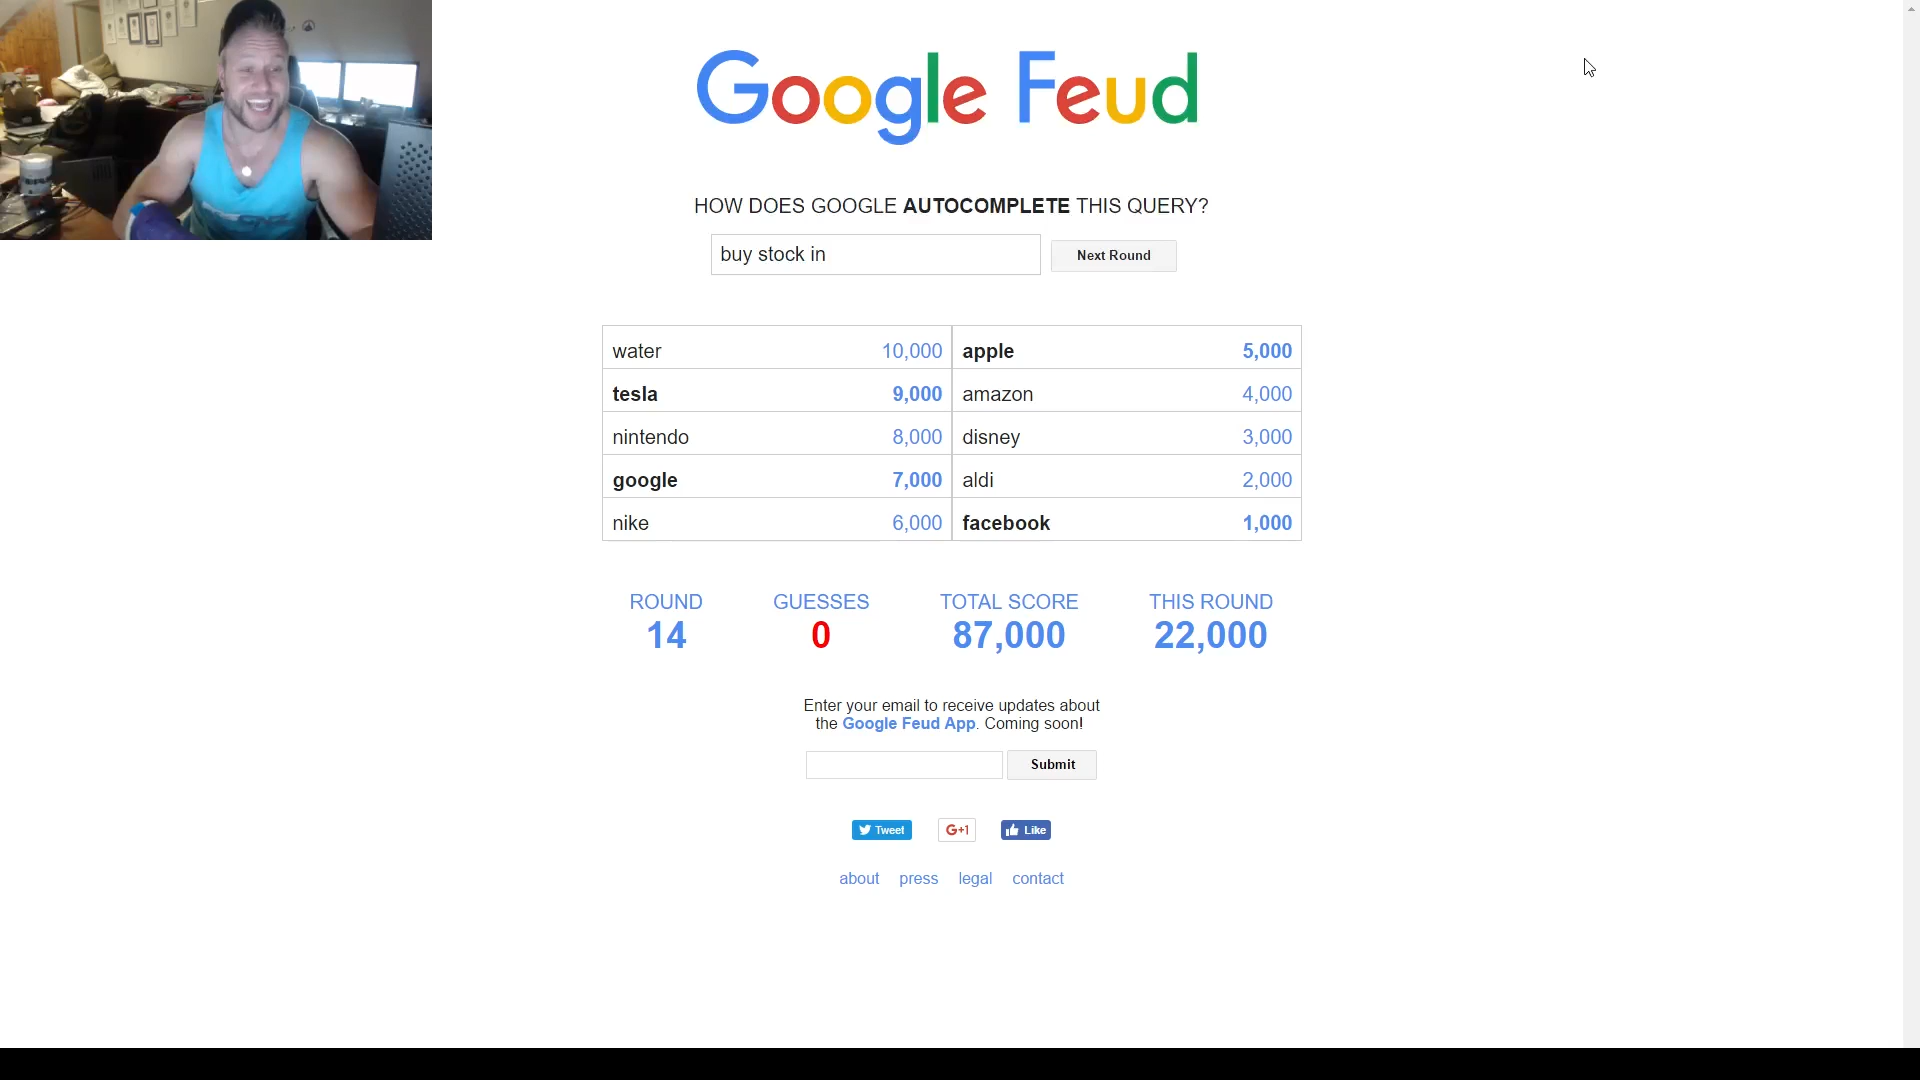 Google Feud
HOW DOES GOOGLE AUTOCOMPLETE THIS QUERY?
buy stock in
Next Round
water 10,000
apple 5,000
tesla 9,000
amazon 4,000
nintendo 8,000
disney 3,000
google 7,000
aldi 2,000
nike 6,000
facebook 1,000
ROUND GUESSES TOTAL SCORE THIS ROUND
14 0 87,000 22,000
Enter your email to receive updates about
the Google Feud App. Coming soon!
Submit
Tweet G+1 Like
about press legal contact